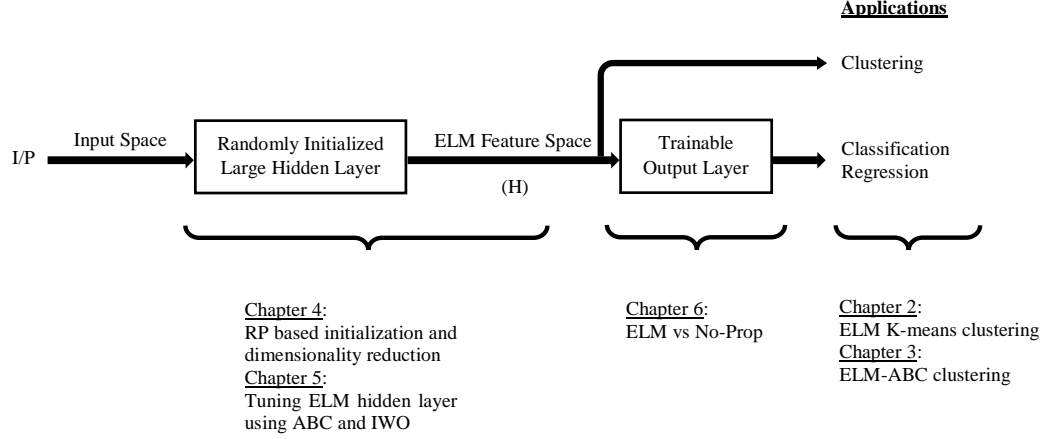 Applications
Clustering
Input Space
Randomly Initialized
Large Hidden Layer
ELM Feature Space
Trainable
Output Layer
I/P
(H)
Classification
Regression
Chapter 4:
RP based initialization and
dimensionality reduction
Chapter 5:
Tuning ELM hidden layer
using ABC and IWO
Chapter 6:
ELM vs No-Prop
Chapter 2:
ELM K-means clustering
Chapter 3:
ELM-ABC clustering